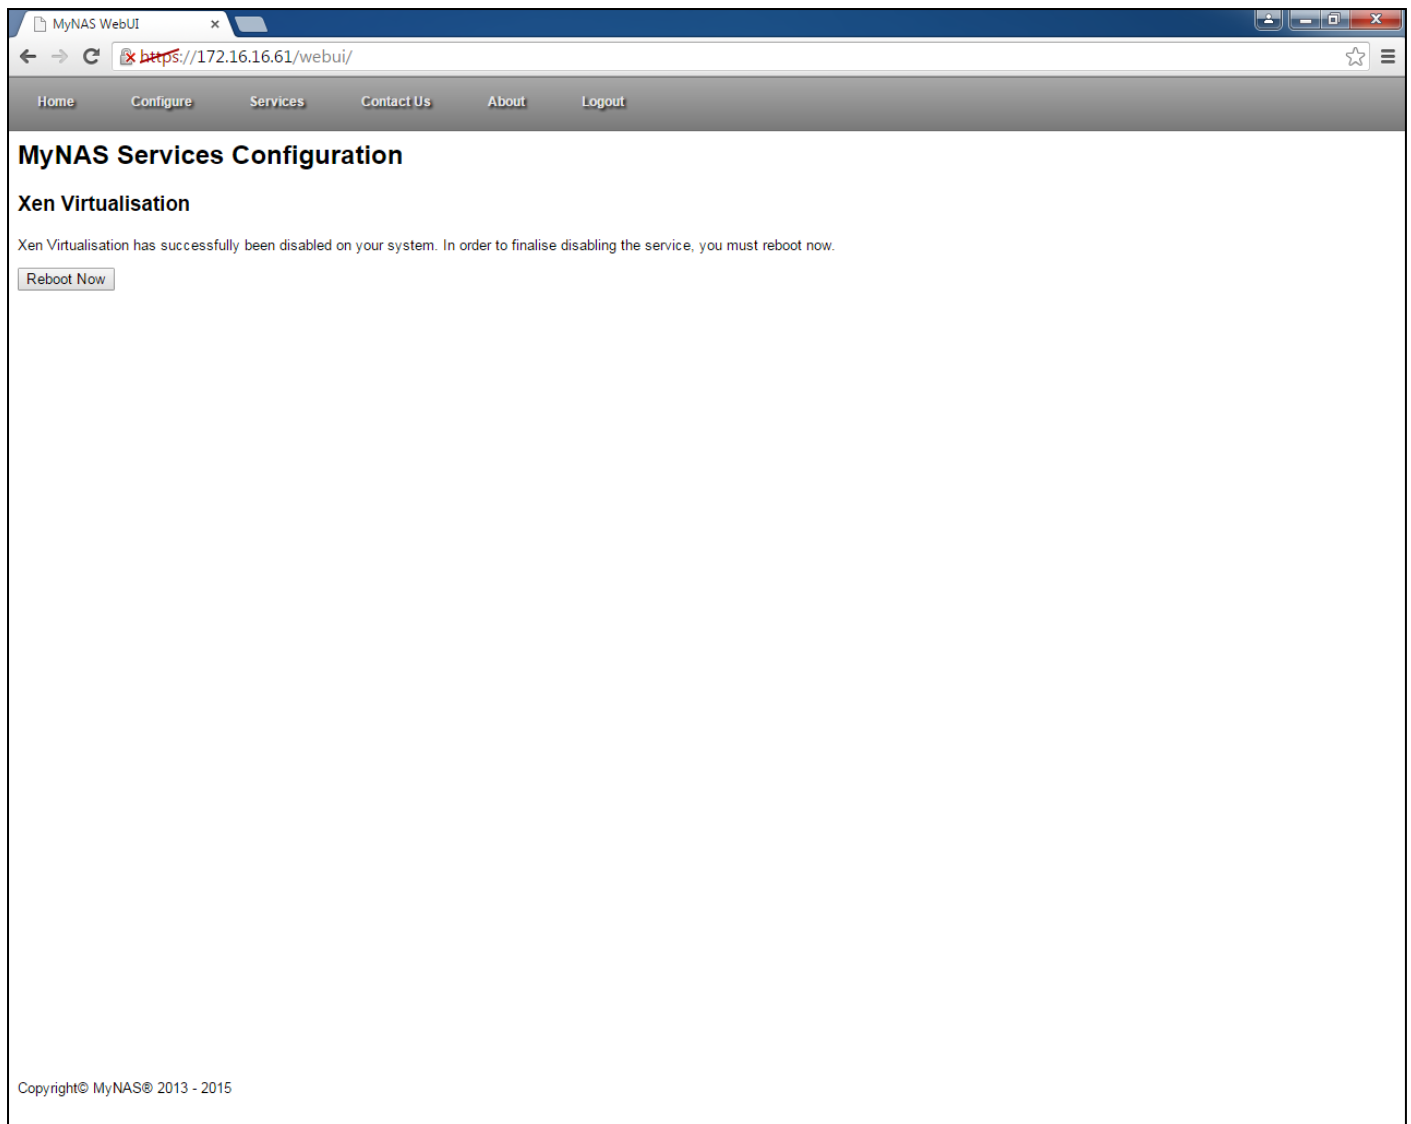 MyNAS WebUI
https://172.16.16.61/webui/
Home Configure Services Contact Us About Logout
MyNAS Services Configuration
Xen Virtualisation
Xen Virtualisation has successfully been disabled on your system. In order to finalise disabling the service, you must reboot now.
Reboot Now
Copyright© MyNAS® 2013 - 2015